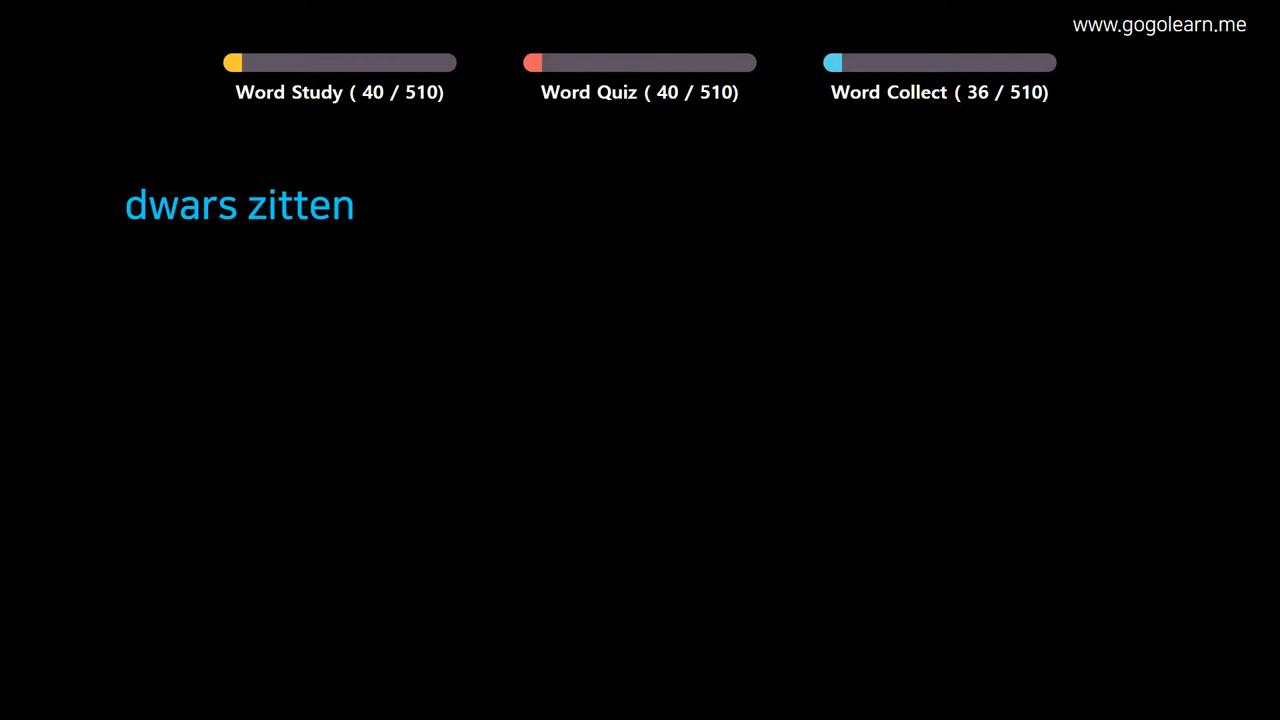 www.gogolearn.me
Word Study ( 40 / 510)
Word Quiz ( 40 / 510)
Word Collect ( 36 / 510)
dwars zitten